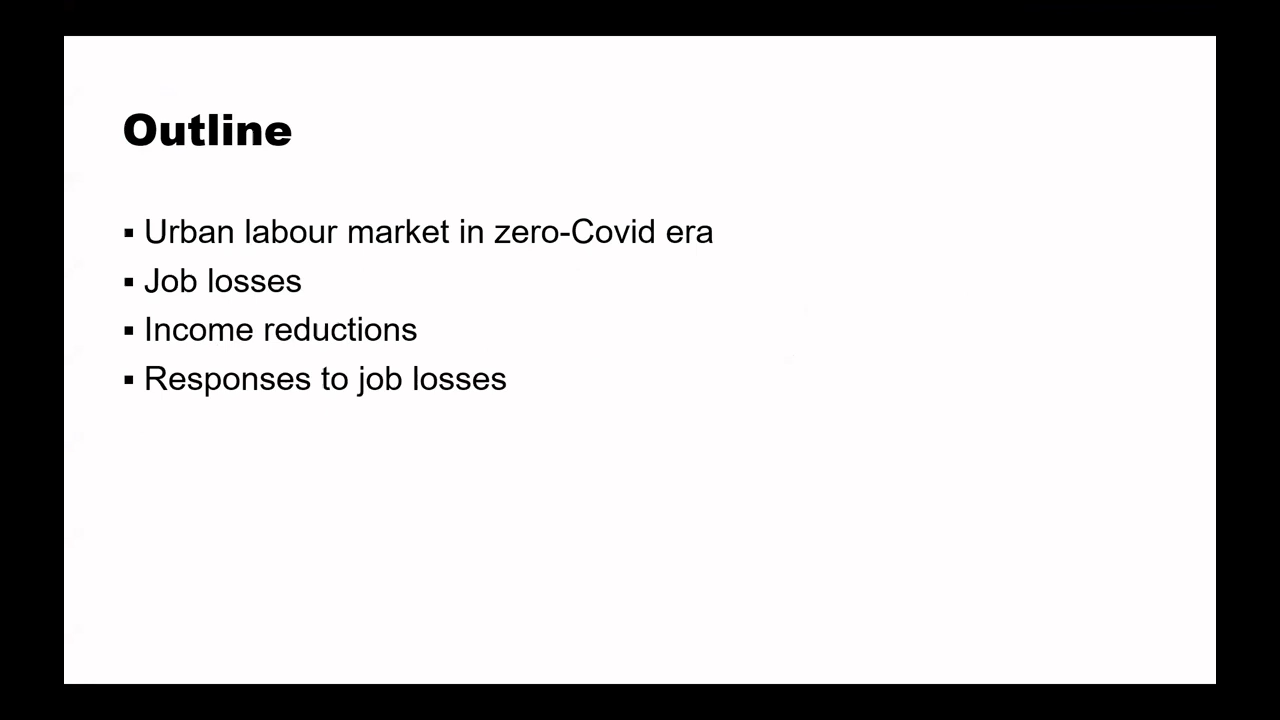 Outline
▪ Urban labour market in zero-Covid era
▪ Job losses
▪ Income reductions
▪ Responses to job losses